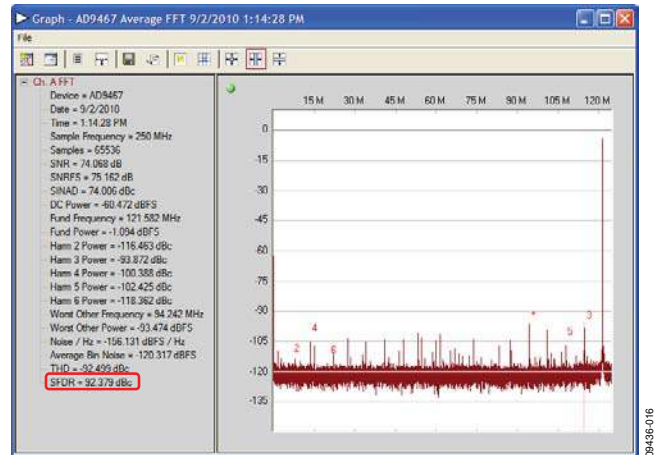 Graph - AD9467 Average FFT 9/2/2010 1:14:28 PM
File
Ch. A FFT
Device = AD9467
Date = 9/2/2010
Time = 1:14:28 PM
Sample Frequency = 250 MHz
Samples = 65536
SNR = 74.068 dB
SNRFS = 75.162 dB
SINAD = 74.006 dBc
DC Power = -60.472 dBFS
Fund Frequency = 121.582 MHz
Fund Power = -1.094 dBFS
Harm 2 Power = -116.463 dBc
Harm 3 Power = -93.872 dBc
Harm 4 Power = -100.388 dBc
Harm 5 Power = -102.425 dBc
Harm 6 Power = -118.362 dBc
Worst Other Frequency = 94.242 MHz
Worst Other Power = -93.474 dBFS
Noise / Hz = -156.131 dBFS / Hz
Average Bin Noise = -120.317 dBFS
THD = -92.499 dBc
SFDR = 92.379 dBc
15 M 30 M 45 M 60 M 75 M 90 M 105 M 120 M
0
-15
-30
-45
-60
-75
-90
-105
-120
-135
2 4 6 + 5 3
09436-016